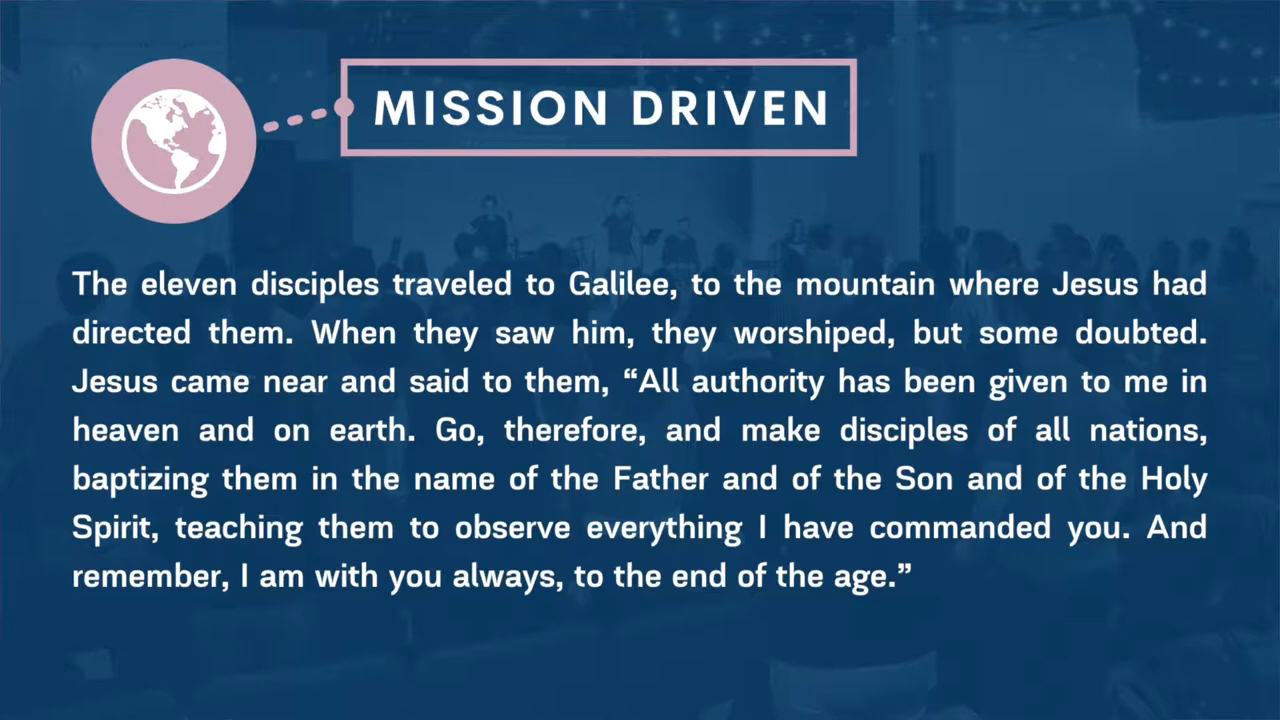 MISSION DRIVEN
The eleven disciples traveled to Galilee, to the mountain where Jesus had
directed them. When they saw him, they worshiped, but some doubted.
Jesus came near and said to them, “All authority has been given to me in
heaven and on earth. Go, therefore, and make disciples of all nations,
baptizing them in the name of the Father and of the Son and of the Holy
Spirit, teaching them to observe everything I have commanded you. And
remember, I am with you always, to the end of the age.”